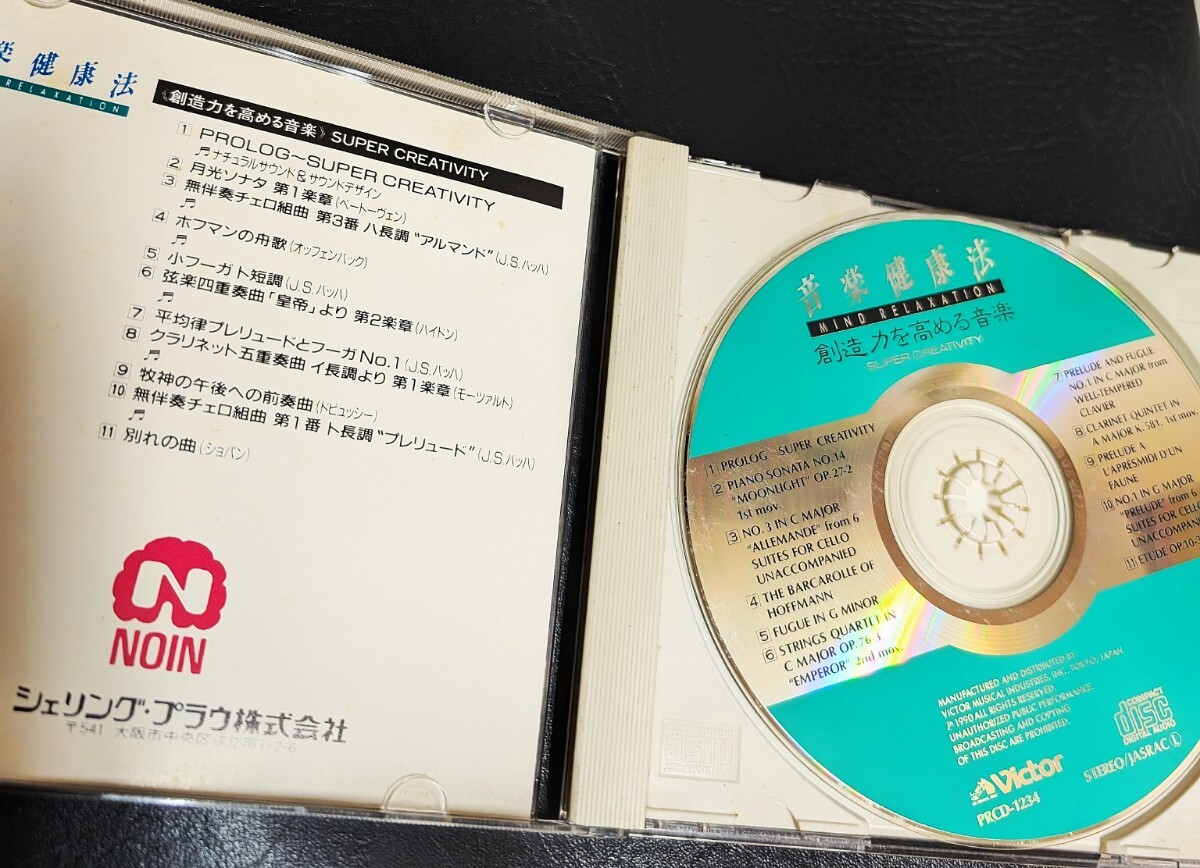 楽健康法
RELAXATION
《創造力を高める音楽》 SUPER CREATIVITY
1 PROLOG~SUPER CREATIVITY
♬ナチュラルサウンド&サウンドデザイン
2 月光ソナタ 第1楽章(ベートーヴェン)
3 無伴奏チェロ組曲 第3番 ハ長調"アルマンド"(J.S.バッハ)
♬
4 ホフマンの舟歌(オッフェンバック)
♬
5 小フーガト短調(J.S.バッハ)
6 弦楽四重奏曲「皇帝」より 第2楽章(ハイドン)
♬
7 平均律プレリュードとフーガNo.1(J.S.バッハ)
8 クラリネット五重奏曲 イ長調より 第1楽章(モーツァルト)
♬
9 牧神の午後への前奏曲(ドビュッシー)
10 無伴奏チェロ組曲 第1番 ト長調"プレリュード"(J.S.バッハ)
♬
11 別れの曲(ショパン)
N
NOIN
シェリング・プラウ株式会社
〒541 大阪市中央区 1-2-6
音楽健康法
MIND RELAXATION
創造力を高める音楽
SUPER CREATIVITY
1 PROLOG~SUPER CREATIVITY
2 PIANO SONATA NO.14
"MOONLIGHT" OP.27-2
1st mov.
3 NO.3 IN C MAJOR
"ALLEMANDE" from 6
SUITES FOR CELLO
UNACCOMPANIED
4 THE BARCAROLLE OF
HOFFMANN
5 FUGUE IN G MINOR
6 STRINGS QUARTET IN
C MAJOR OP.76-3
"EMPEROR" 2nd mov.
7 PRELUDE AND FUGUE
NO.1 IN C MAJOR from
WELL-TEMPERED
CLAVIER
8 CLARINET QUINTET IN
A MAJOR K.581. 1st mov.
9 PRELUDE A
L'APRÉSMIDI D'UN
FAUNE
10 NO.1 IN G MAJOR
"PRELUDE" from 6
SUITES FOR CELLO
UNACCOMPANIED
11 ETUDE OP.10-3
MANUFACTURED AND DISTRIBUTED BY
VICTOR MUSICAL INDUSTRIES, INC., TOKYO, JAPAN
℗ 1990 ALL RIGHTS RESERVED.
UNAUTHORIZED PUBLIC PERFORMANCE,
BROADCASTING AND COPYING
OF THIS DISC ARE PROHIBITED.
Victor
PRCD-1234
COMPACT
disc
DIGITAL AUDIO
STEREO/JASRAC Ⓛ